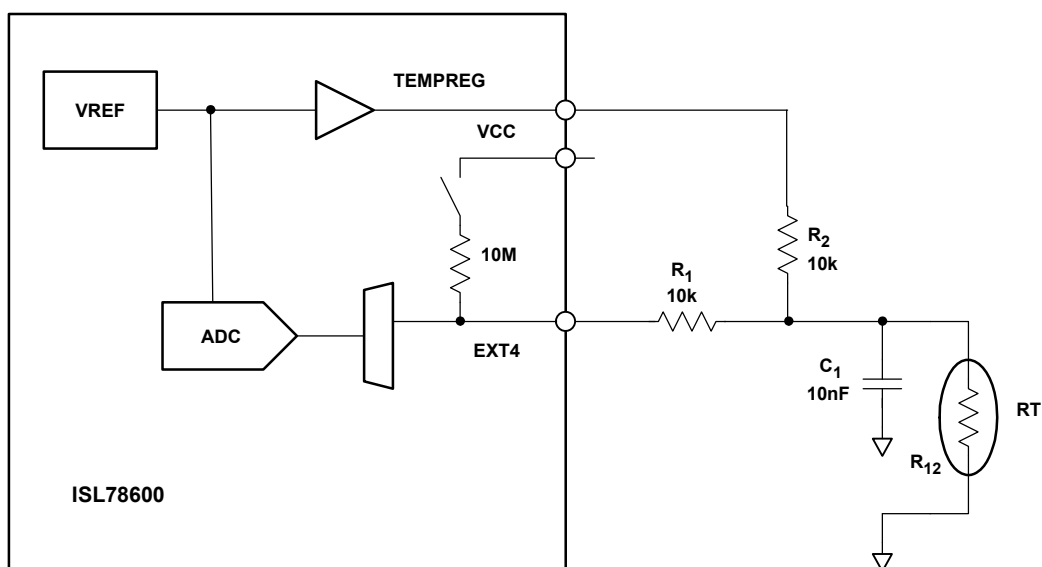 TEMPREG
VREF
VCC
10M
R2
10k
R1
10k
ADC
EXT4
C1
10nF
RT
R12
ISL78600